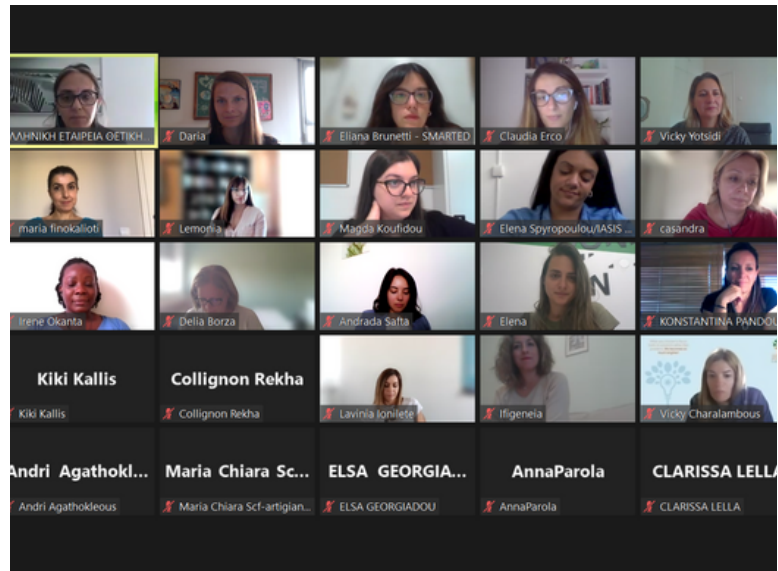 ΛΛΗΝΙΚΗ ΕΤΑΙΡΕΙΑ ΘΕΤΙΚΗ...
Daria
Eliana Brunetti - SMARTED
Claudia Erco
Vicky Yotsidi
maria finokalioti
Lemonia
Magda Koufidou
Elena Spyropoulou/IASIS ...
casandra
Irene Okanta
Delia Borza
Andrada Safta
Elena
KONSTANTINA PANDOU
Kiki Kallis
Kiki Kallis
Collignon Rekha
Collignon Rekha
Lavinia Ionilete
Ifigeneia
Vicky Charalambous
Andri Agathokl...
Maria Chiara Sc...
ELSA GEORGIA...
AnnaParola
CLARISSA LELLA
Andri Agathokleous
Maria Chiara Scf-artigian...
ELSA GEORGIADOU
AnnaParola
CLARISSA LELLA